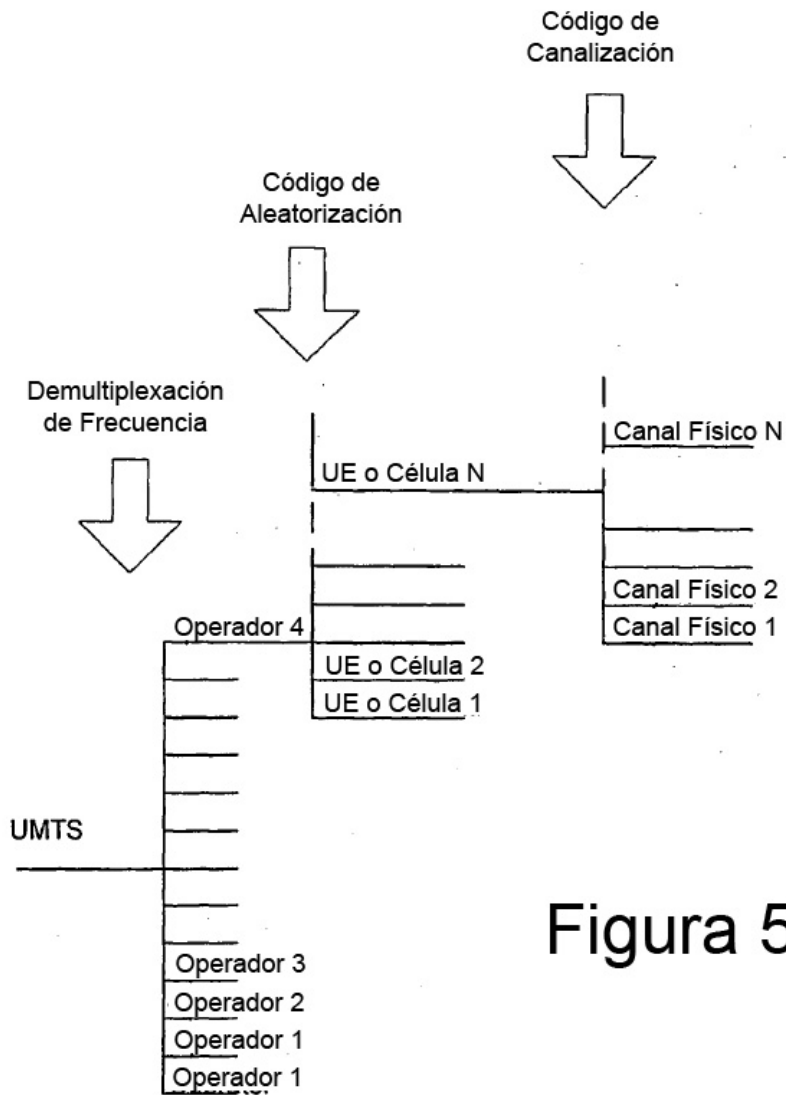 Código de
Canalización
Código de
Aleatorización
Demultiplexación
de Frecuencia
Canal Físico N
UE o Célula N
Canal Físico 2
Operador 4
Canal Físico 1
UE o Célula 2
UE o Célula 1
UMTS
Figura 5
Operador 3
Operador 2
Operador 1
Operador 1